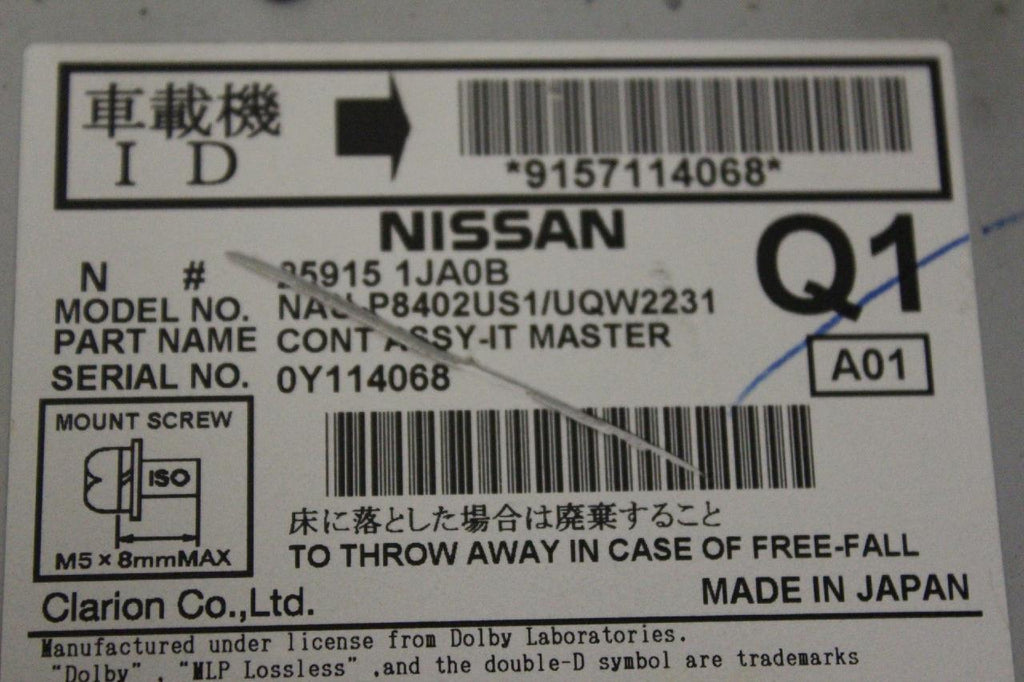 車載機
ID
*9157114068*
NISSAN
Q1
N #
5915 1JA0B
MODEL NO.
P8402US1/UQW2231
PART NAME CONT ASSY-IT MASTER
SERIAL NO. 0Y114068
A01
MOUNT SCREW
ISO
M5×8mmMAX
床に落とした場合は廃棄すること
TO THROW AWAY IN CASE OF FREE-FALL
Clarion Co.,Ltd.
MADE IN JAPAN
Manufactured under license from Dolby Laboratories.
"Dolby", "MLP Lossless" ,and the double-D symbol are trademarks